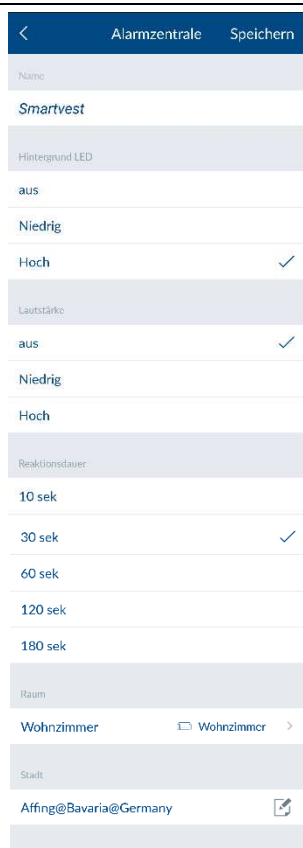 Alarmzentrale Speichern
Name
Smartvest
Hintergrund LED
aus
Niedrig
Hoch
Lautstärke
aus
Niedrig
Hoch
Reaktionsdauer
10 sek
30 sek
60 sek
120 sek
180 sek
Raum
Wohnzimmer Wohnzimmer
Stadt
Affing@Bavaria@Germany